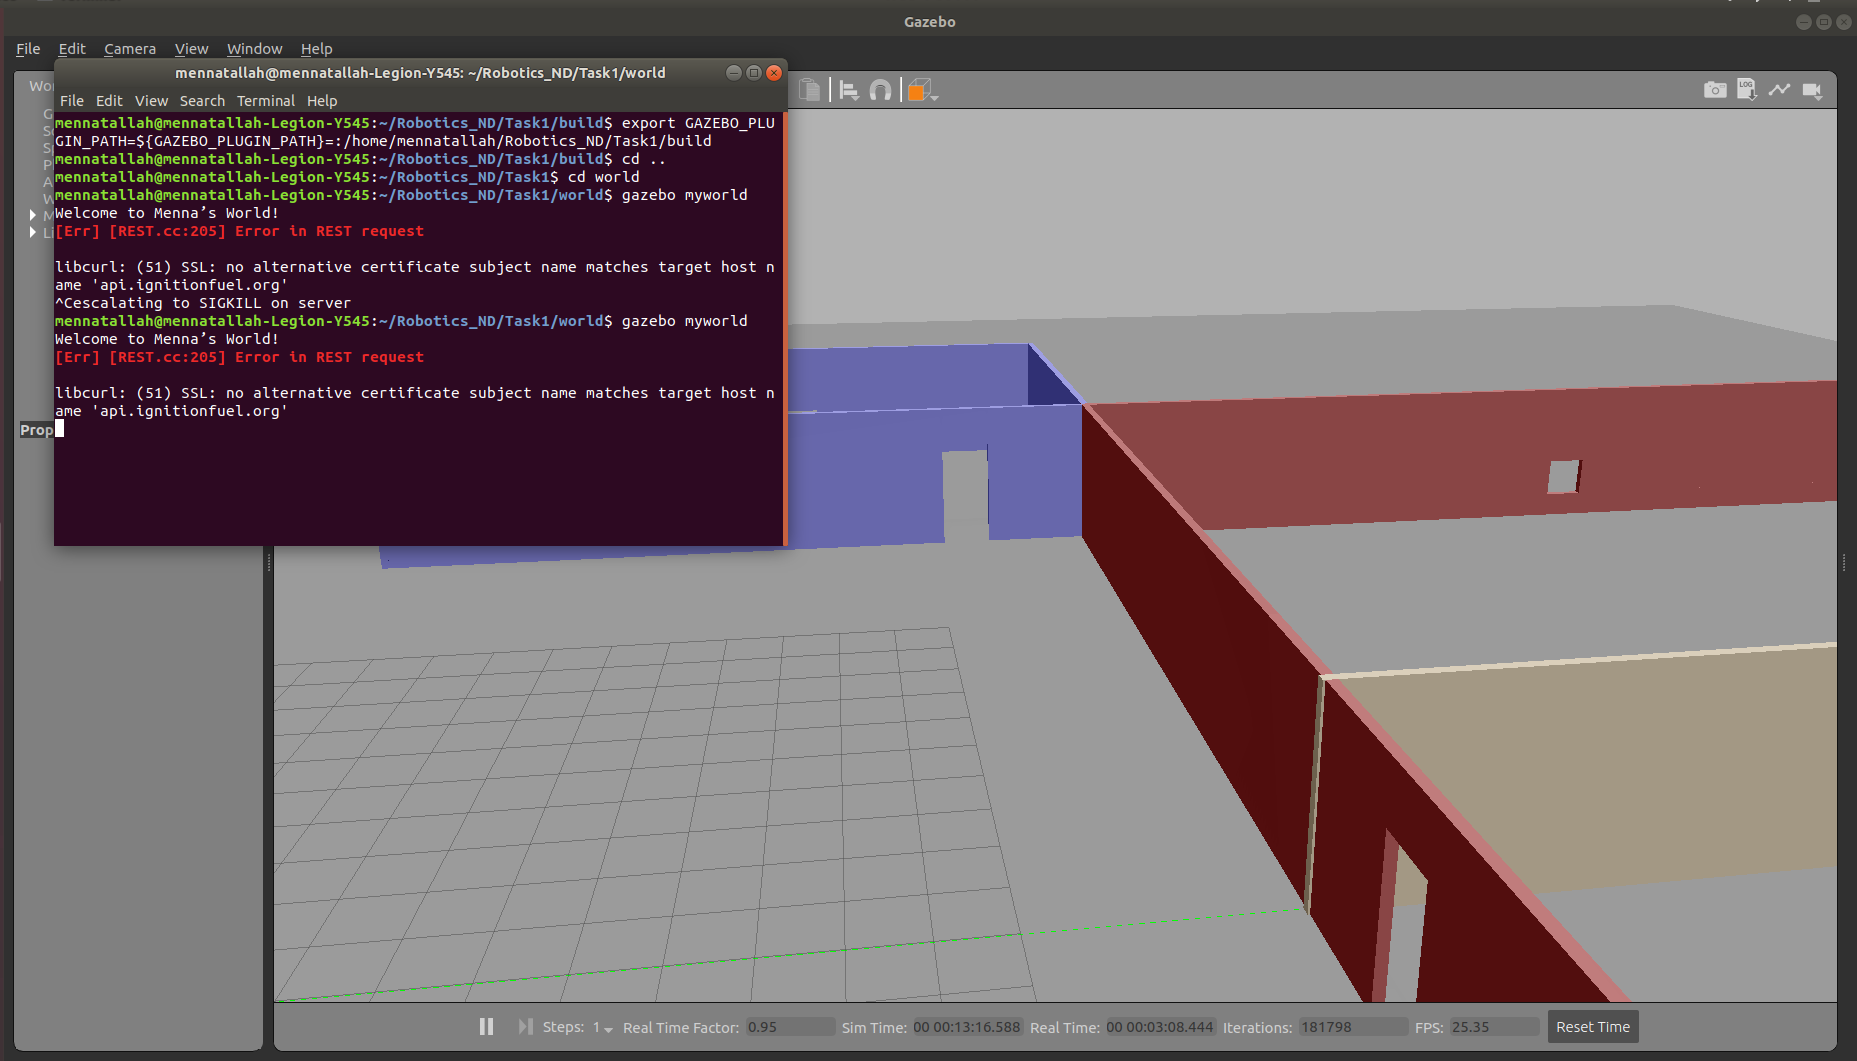 Gazebo
File Edit Camera View Window Help
mennatallah@mennatallah-Legion-Y545: ~/Robotics_ND/Task1/world
File Edit View Search Terminal Help
mennatallah@mennatallah-Legion-Y545:~/Robotics_ND/Task1/build$ export GAZEBO_PLU
GIN_PATH=${GAZEBO_PLUGIN_PATH}=:/home/mennatallah/Robotics_ND/Task1/build
mennatallah@mennatallah-Legion-Y545:~/Robotics_ND/Task1/build$ cd ..
mennatallah@mennatallah-Legion-Y545:~/Robotics_ND/Task1$ cd world
mennatallah@mennatallah-Legion-Y545:~/Robotics_ND/Task1/world$ gazebo myworld
Welcome to Menna’s World!
[Err] [REST.cc:205] Error in REST request
libcurl: (51) SSL: no alternative certificate subject name matches target host n
ame 'api.ignitionfuel.org'
^Cescalating to SIGKILL on server
mennatallah@mennatallah-Legion-Y545:~/Robotics_ND/Task1/world$ gazebo myworld
Welcome to Menna’s World!
[Err] [REST.cc:205] Error in REST request
libcurl: (51) SSL: no alternative certificate subject name matches target host n
ame 'api.ignitionfuel.org'
Prop
LOG
Steps: 1 Real Time Factor: 0.95 Sim Time: 00 00:13:16.588 Real Time: 00 00:03:08.444 Iterations: 181798 FPS: 25.35 Reset Time